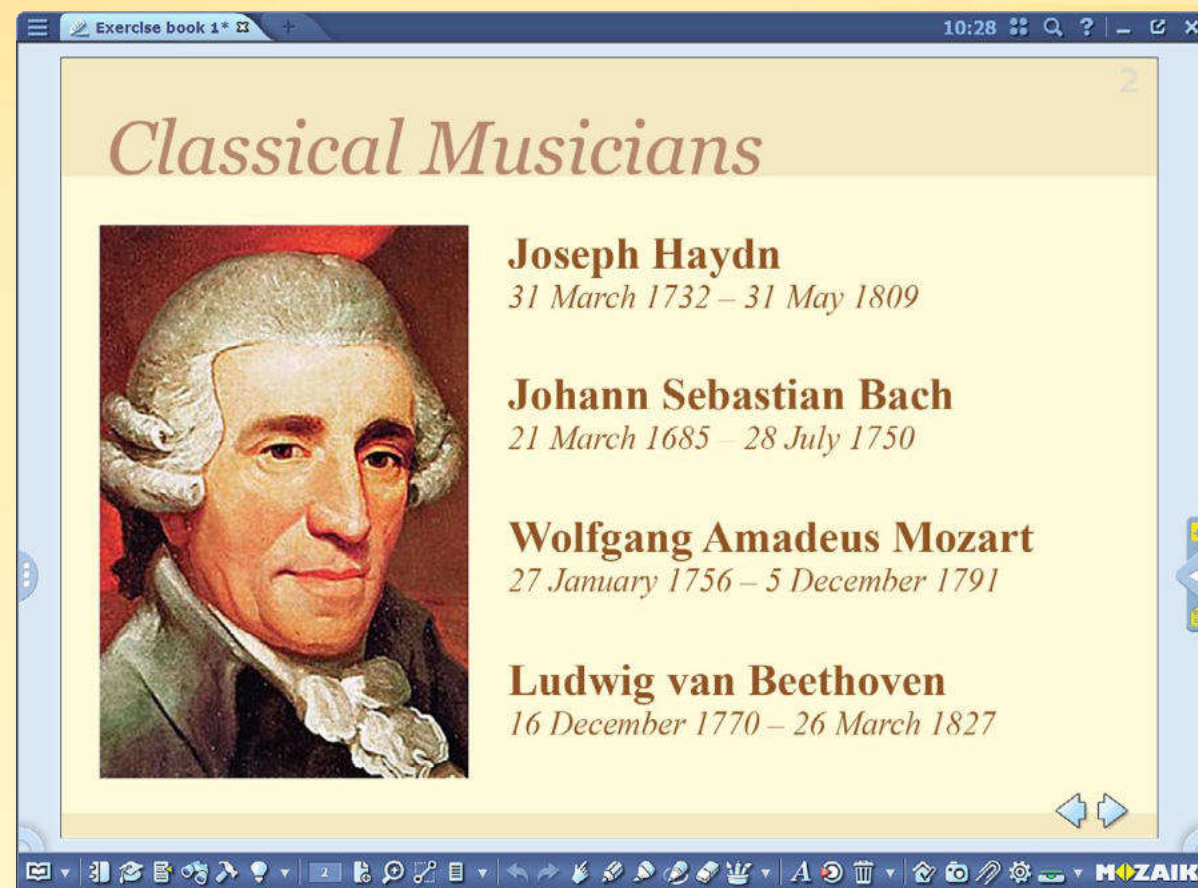 Exercise book 1*
10:28
2
Classical Musicians
Joseph Haydn
31 March 1732 – 31 May 1809
Johann Sebastian Bach
21 March 1685 – 28 July 1750
Wolfgang Amadeus Mozart
27 January 1756 – 5 December 1791
Ludwig van Beethoven
16 December 1770 – 26 March 1827
2
A
MOZAIK